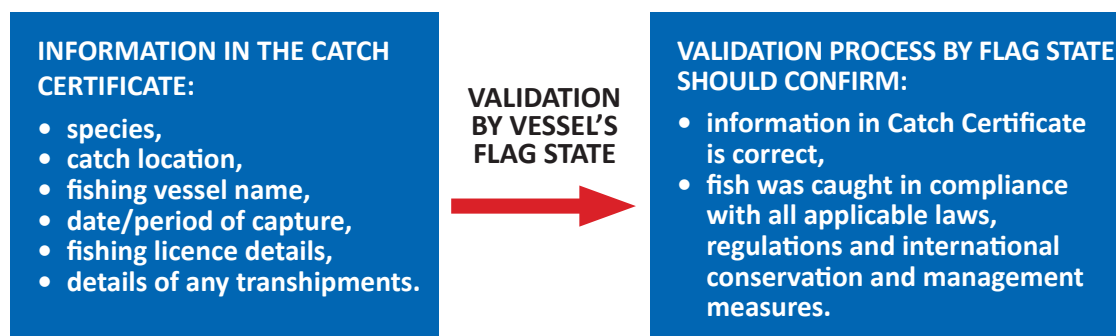 INFORMATION IN THE CATCH
CERTIFICATE:
• species,
• catch location,
• fishing vessel name,
• date/period of capture,
• fishing licence details,
• details of any transhipments.
VALIDATION
BY VESSEL'S
FLAG STATE
VALIDATION PROCESS BY FLAG STATE
SHOULD CONFIRM:
• information in Catch Certificate
is correct,
• fish was caught in compliance
with all applicable laws,
regulations and international
conservation and management
measures.